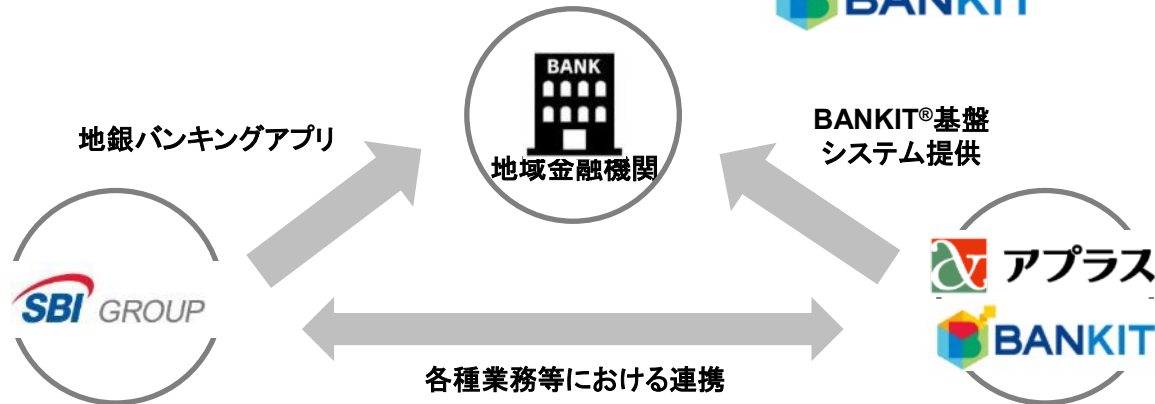 BANKIT
BANK
地域金融機関
地銀バンキングアプリ
BANKIT®基盤
システム提供
SBI GROUP
アプラス
BANKIT
各種業務等における連携